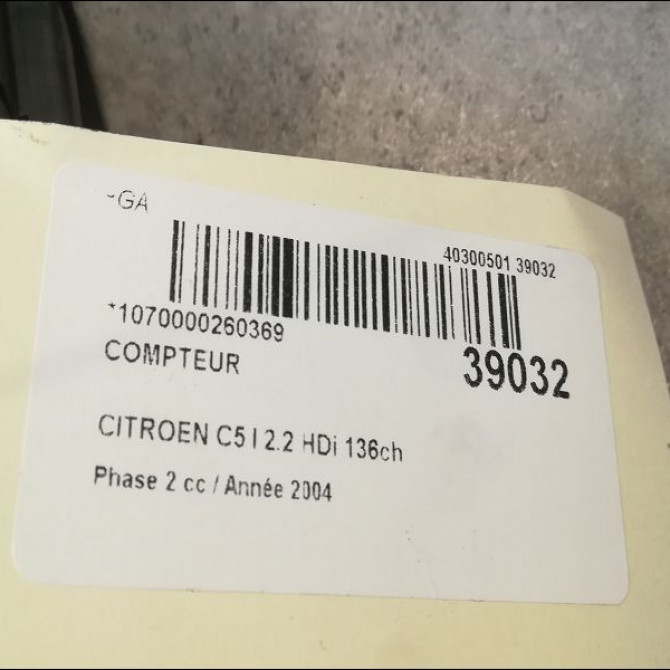 -GA
40300501 39032
*1070000260369
39032
COMPTEUR
CITROEN C5 I 2.2 HDi 136ch
Phase 2 cc / Année 2004